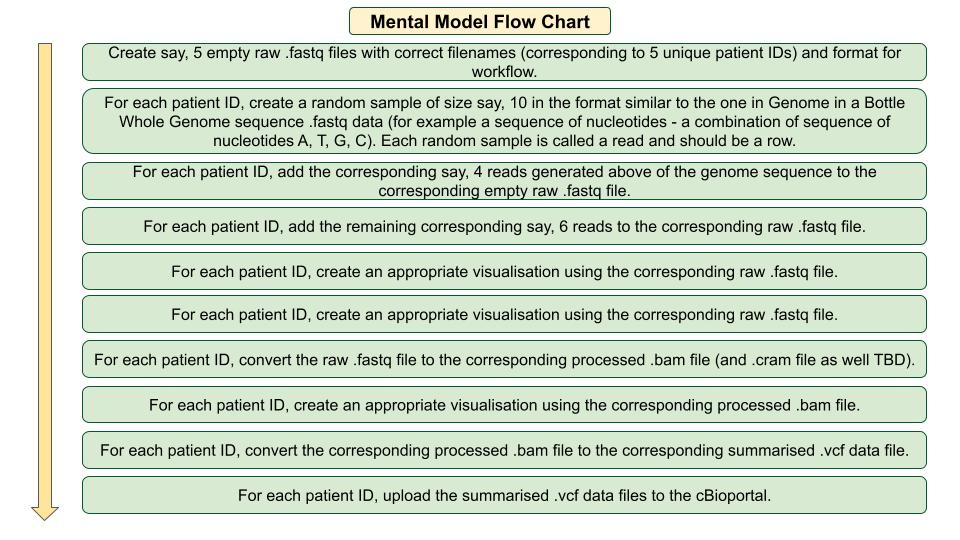 Mental Model Flow Chart
Create say, 5 empty raw .fastq files with correct filenames (corresponding to 5 unique patient IDs) and format for
workflow.
For each patient ID, create a random sample of size say, 10 in the format similar to the one in Genome in a Bottle
Whole Genome sequence .fastq data (for example a sequence of nucleotides - a combination of sequence of
nucleotides A, T, G, C). Each random sample is called a read and should be a row.
For each patient ID, add the corresponding say, 4 reads generated above of the genome sequence to the
corresponding empty raw .fastq file.
For each patient ID, add the remaining corresponding say, 6 reads to the corresponding raw .fastq file.
For each patient ID, create an appropriate visualisation using the corresponding raw .fastq file.
For each patient ID, create an appropriate visualisation using the corresponding raw .fastq file.
For each patient ID, convert the raw .fastq file to the corresponding processed .bam file (and .cram file as well TBD).
For each patient ID, create an appropriate visualisation using the corresponding processed .bam file.
For each patient ID, convert the corresponding processed .bam file to the corresponding summarised .vcf data file.
For each patient ID, upload the summarised .vcf data files to the cBioportal.